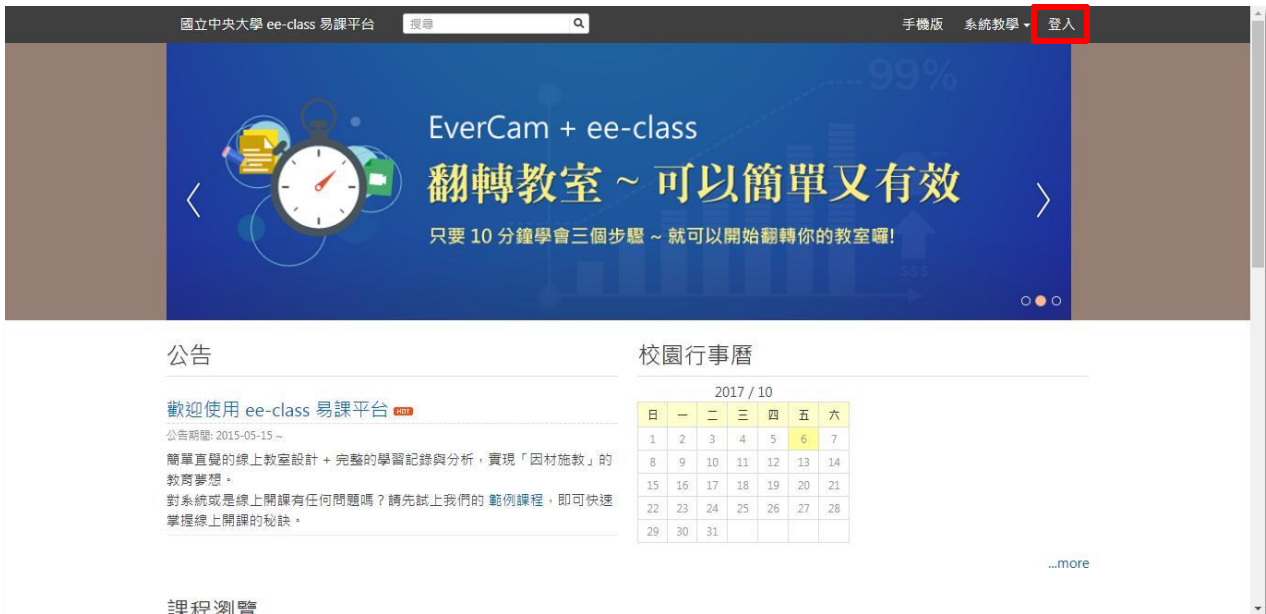 國立中央大學 ee-class 易課平台 搜尋 手機版 系統教學 登入
99%
EverCam + ee-class
翻轉教室 ~ 可以簡單又有效
只要 10 分鐘學會三個步驟 ~ 就可以開始翻轉你的教室囉!
$$$
公告
歡迎使用 ee-class 易課平台 HOT
公告期間: 2015-05-15 ~
簡單直覺的線上教室設計 + 完整的學習記錄與分析，實現「因材施教」的
教育夢想。
對系統或是線上開課有任何問題嗎？請先試上我們的 範例課程，即可快速
掌握線上開課的秘訣。
校園行事曆
2017 / 10
日 一 二 三 四 五 六
1 2 3 4 5 6 7
8 9 10 11 12 13 14
15 16 17 18 19 20 21
22 23 24 25 26 27 28
29 30 31
...more
課程瀏覽